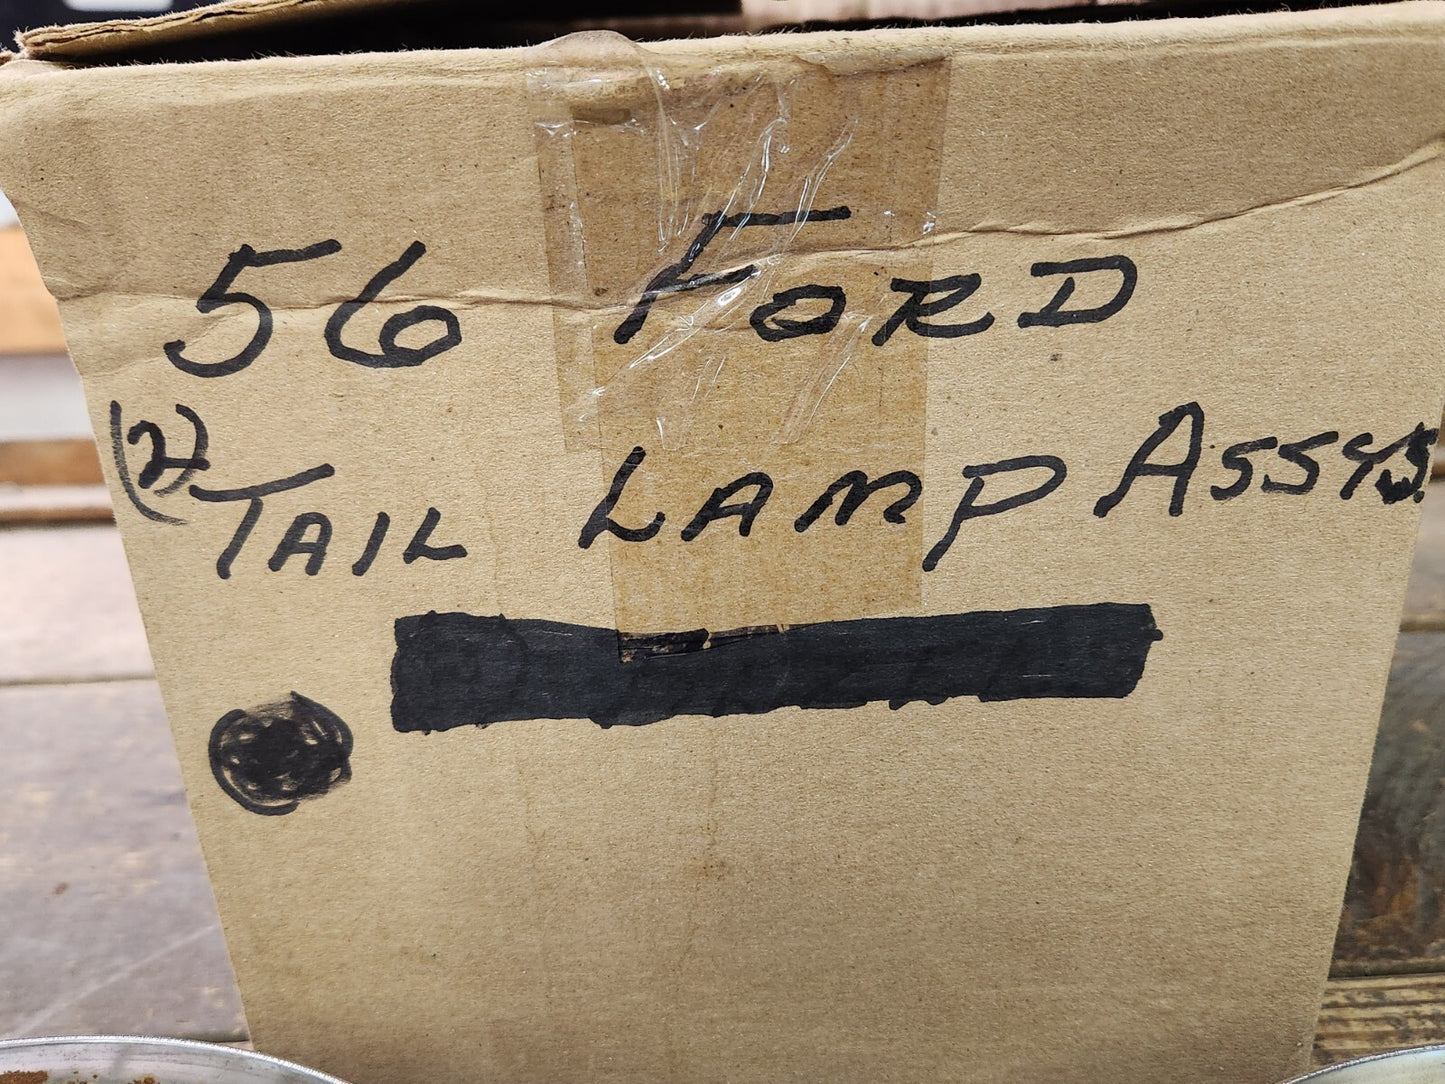 56 FORD
(2) TAIL LAMP ASSYS.